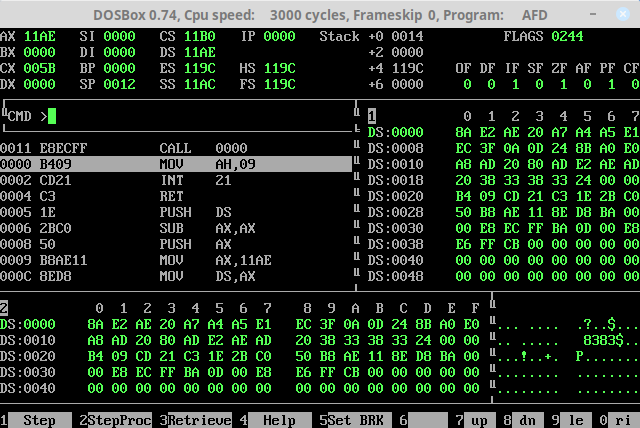 DOSBox 0.74, Cpu speed: 3000 cycles, Frameskip 0, Program: AFD
AX 11AE SI 0000 CS 11B0 IP 0000 Stack +0 0014 FLAGS 0244
BX 0000 DI 0000 DS 11AE +2 0000
CX 005B BP 0000 ES 119C HS 119C +4 119C OF DF IF SF ZF AF PF CF
DX 0000 SP 0012 SS 11AC FS 119C +6 0000 0 0 1 0 1 0 1 0
CMD >
1 0 1 2 3 4 5 6 7
DS:0000 8A E2 AE 20 A7 A4 A5 E1
DS:0008 EC 3F 0A 0D 24 8B A0 E0
DS:0010 A8 AD 20 80 AD E2 AE AD
DS:0018 20 38 33 38 33 24 00 00
DS:0020 B4 09 CD 21 C3 1E 2B C0
DS:0028 50 B8 AE 11 8E D8 BA 00
DS:0030 00 E8 EC FF BA 0D 00 E8
DS:0038 E6 FF CB 00 00 00 00 00
DS:0040 00 00 00 00 00 00 00 00
DS:0048 00 00 00 00 00 00 00 00
0011 E8ECFF CALL 0000
0000 B409 MOV AH,09
0002 CD21 INT 21
0004 C3 RET
0005 1E PUSH DS
0006 2BC0 SUB AX,AX
0008 50 PUSH AX
0009 B8AE11 MOV AX,11AE
000C 8ED8 MOV DS,AX
2 0 1 2 3 4 5 6 7 8 9 A B C D E F
DS:0000 8A E2 AE 20 A7 A4 A5 E1 EC 3F 0A 0D 24 8B A0 E0 ... .... .?..$...
DS:0010 A8 AD 20 80 AD E2 AE AD 20 38 33 38 33 24 00 00 .. ..... 8383$..
DS:0020 B4 09 CD 21 C3 1E 2B C0 50 B8 AE 11 8E D8 BA 00 ...!..+. P.......
DS:0030 00 E8 EC FF BA 0D 00 E8 E6 FF CB 00 00 00 00 00 ........ ........
DS:0040 00 00 00 00 00 00 00 00 00 00 00 00 00 00 00 00 ........ ........
1 Step 2 StepProc 3 Retrieve 4 Help 5 Set BRK 6 7 up 8 dn 9 le 0 ri